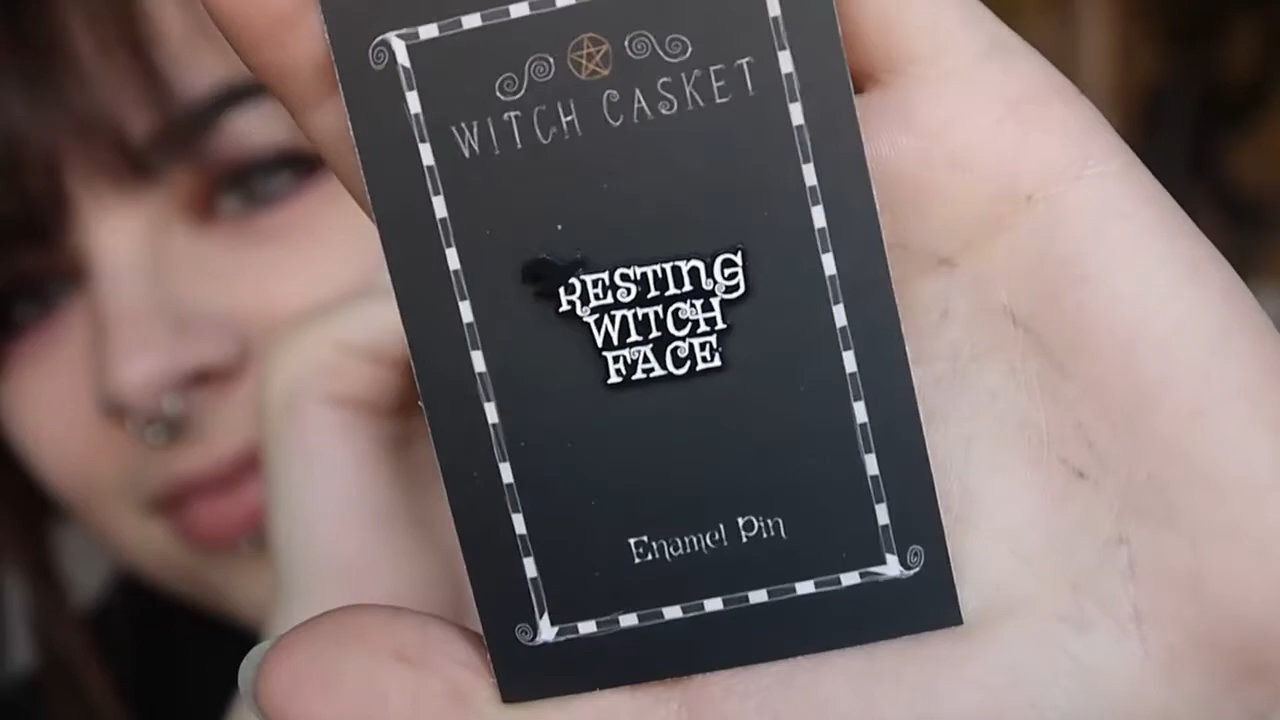 WITCH CASKET
RESTING
WITCH
FACE
Enamel Pin